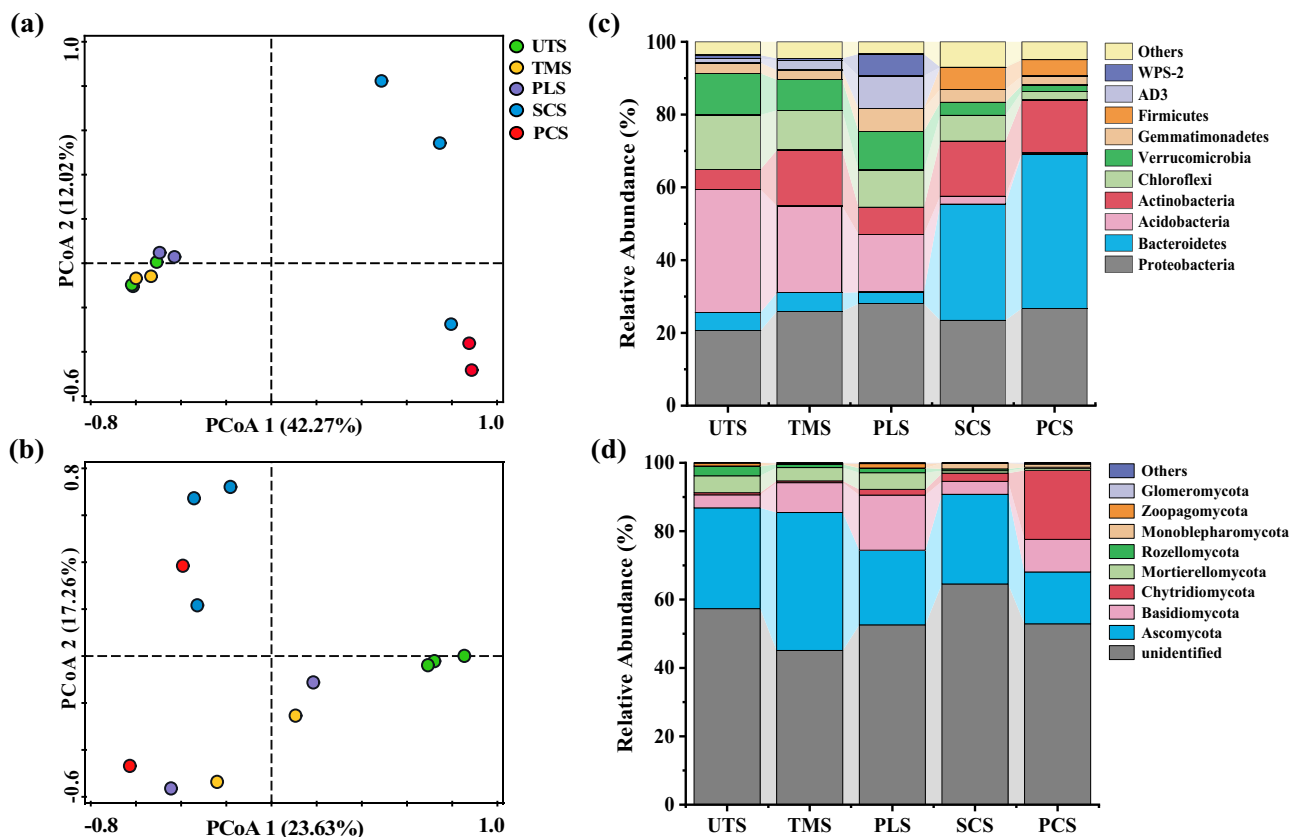 (a)
1.0
PCoA 2 (12.02%)
-0.6
-0.8
PCoA 1 (42.27%)
1.0
UTS
TMS
PLS
SCS
PCS
(b)
0.8
PCoA 2 (17.26%)
-0.6
-0.8
PCoA 1 (23.63%)
1.0
(c)
Relative Abundance (%)
100
80
60
40
20
0
UTS TMS PLS SCS PCS
Others
WPS-2
AD3
Firmicutes
Gemmatimonadetes
Verrucomicrobia
Chloroflexi
Actinobacteria
Acidobacteria
Bacteroidetes
Proteobacteria
(d)
Relative Abundance (%)
100
80
60
40
20
0
UTS TMS PLS SCS PCS
Others
Glomeromycota
Zoopagomycota
Monoblepharomycota
Rozellomycota
Mortierellomycota
Chytridiomycota
Basidiomycota
Ascomycota
unidentified